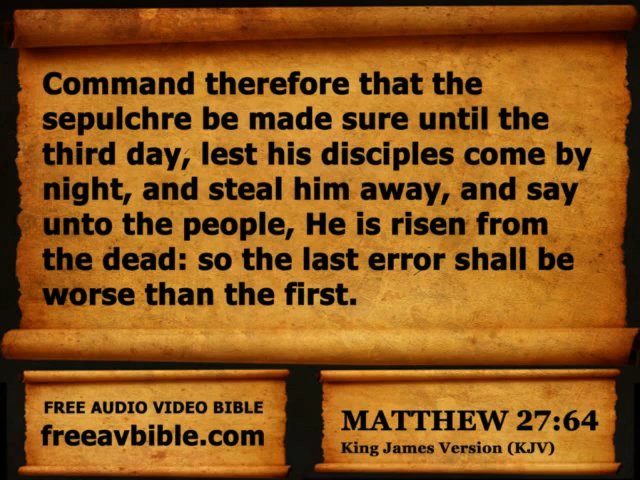 Command therefore that the
sepulchre be made sure until the
third day, lest his disciples come by
night, and steal him away, and say
unto the people, He is risen from
the dead: so the last error shall be
worse than the first.
FREE AUDIO VIDEO BIBLE
freeavbible.com
MATTHEW 27:64
King James Version (KJV)